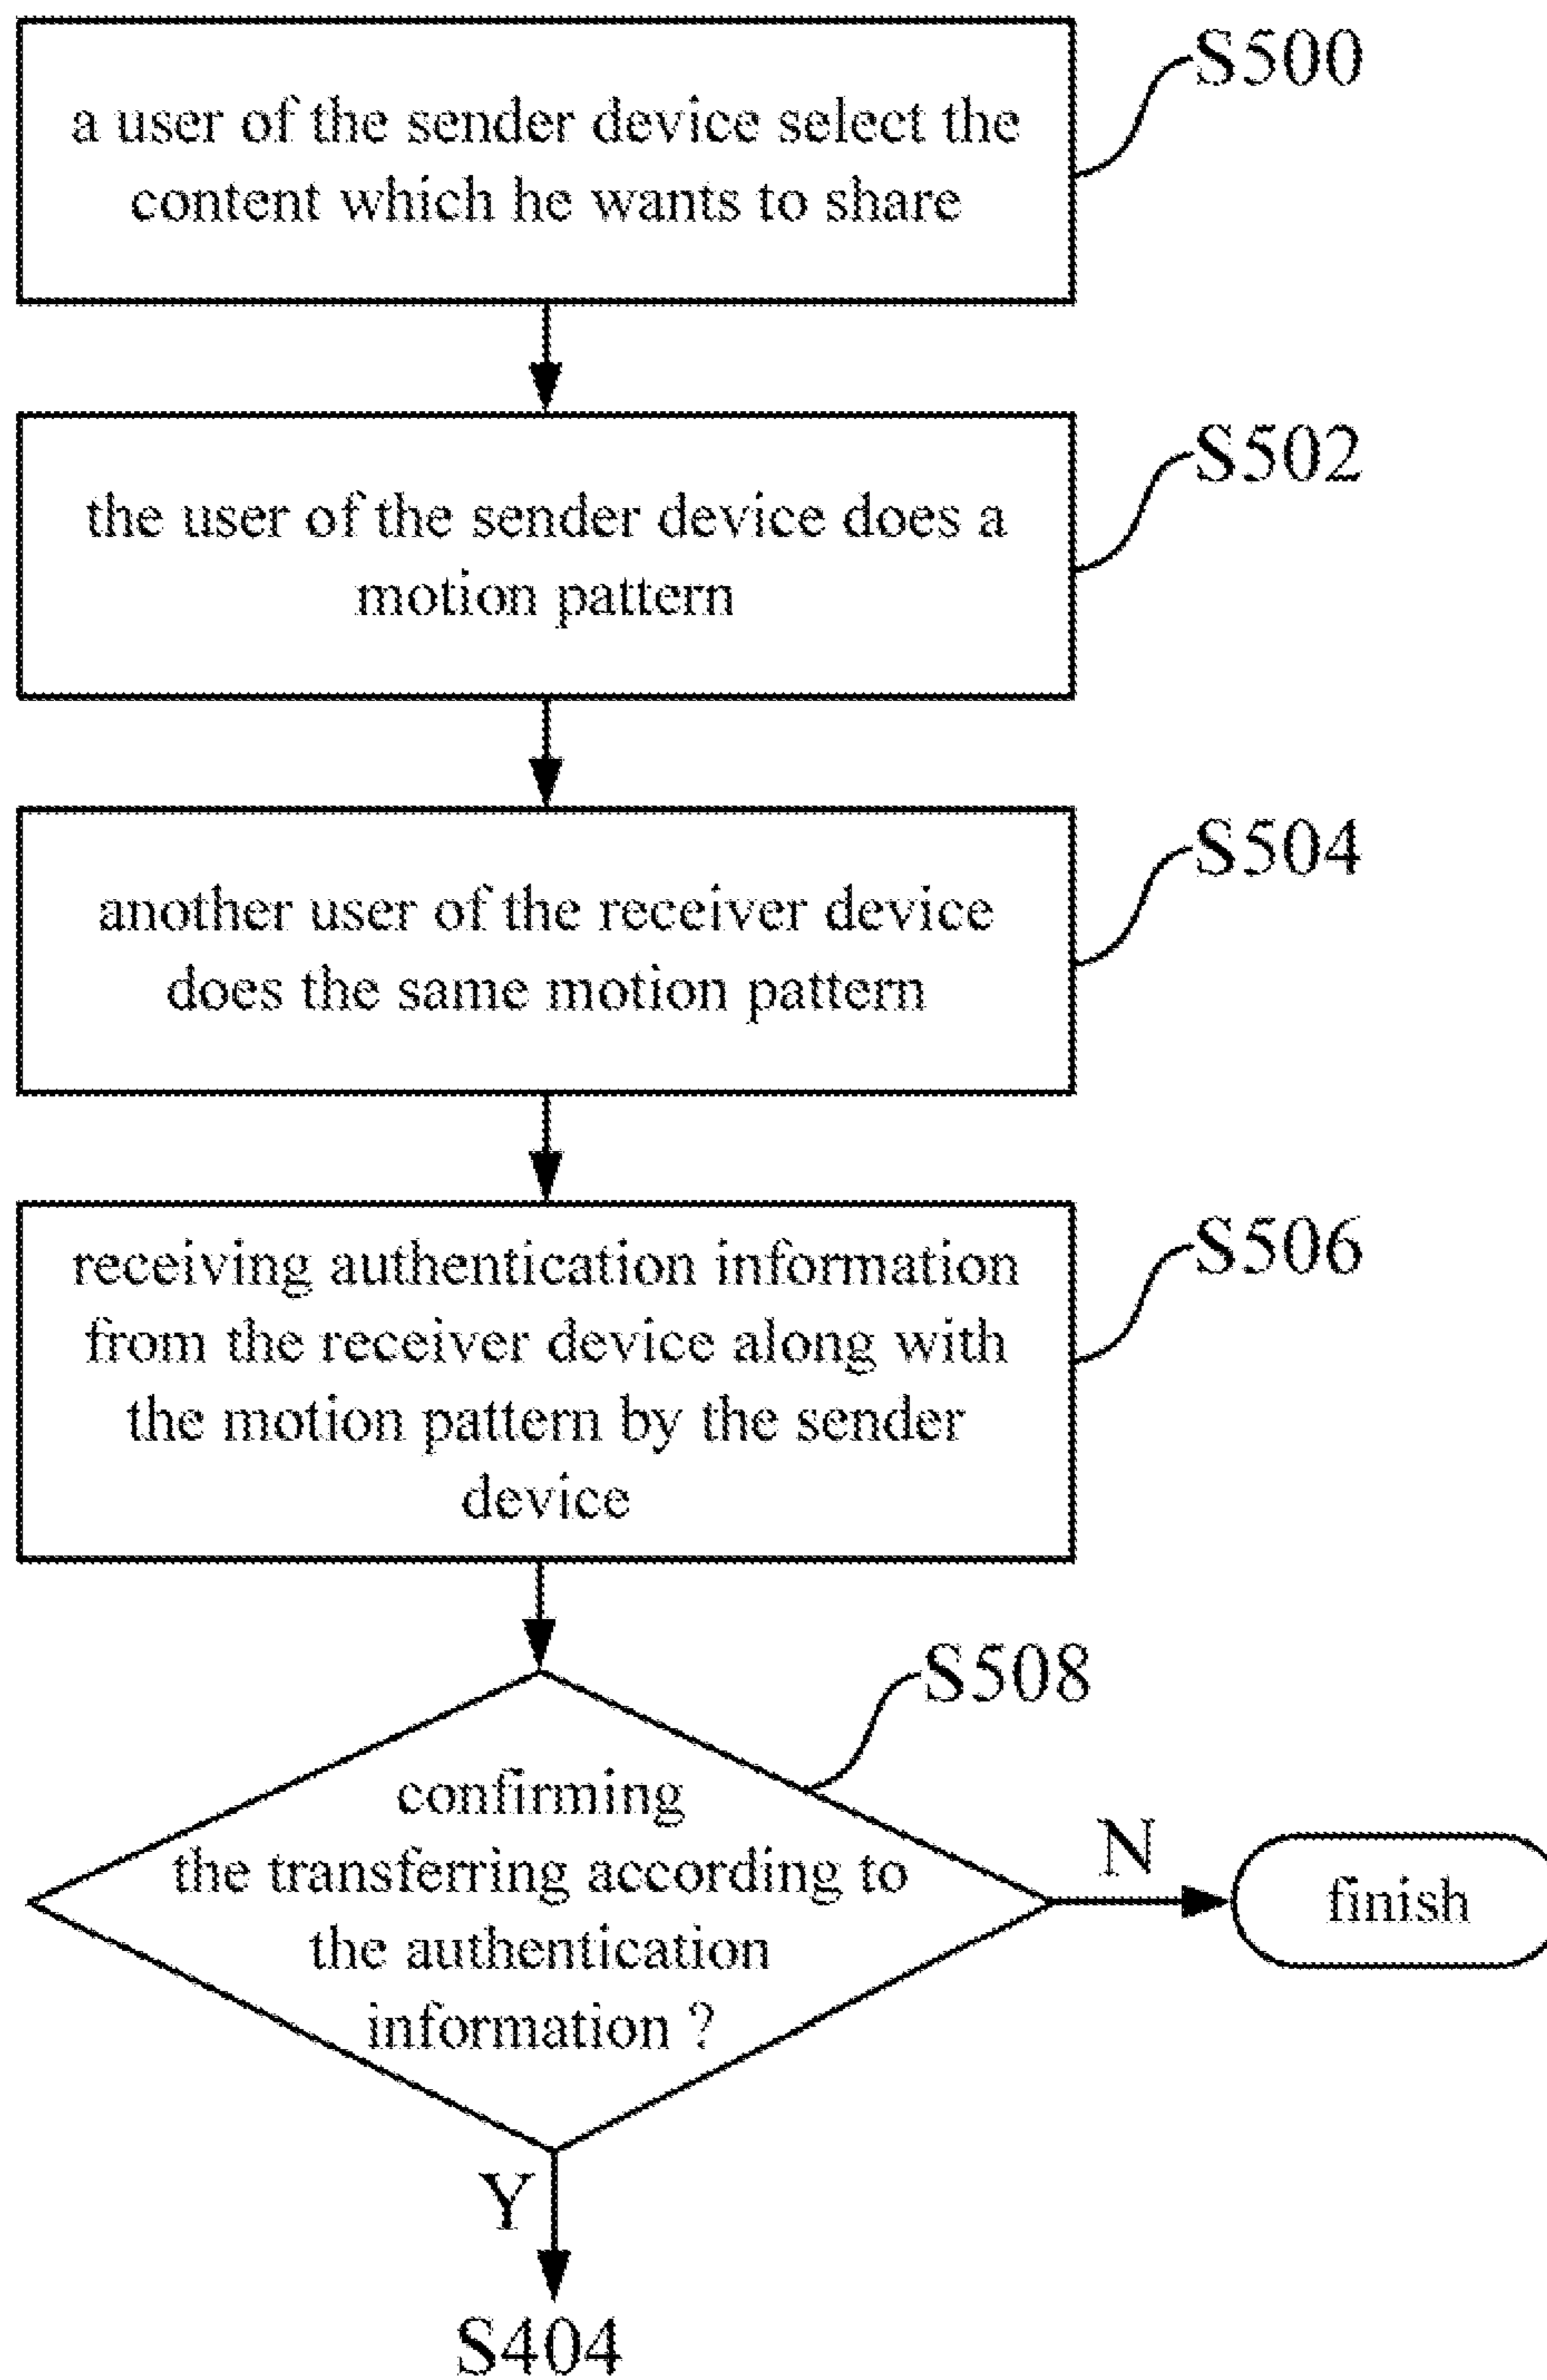 S500
a user of the sender device select the
content which he wants to share
S502
the user of the sender device does a
motion pattern
S504
another user of the receiver device
does the same motion pattern
S506
receiving authentication information
from the receiver device along with
the motion pattern by the sender
device
S508
confirming
the transferring according to
the authentication
information ?
N
finish
Y
S404